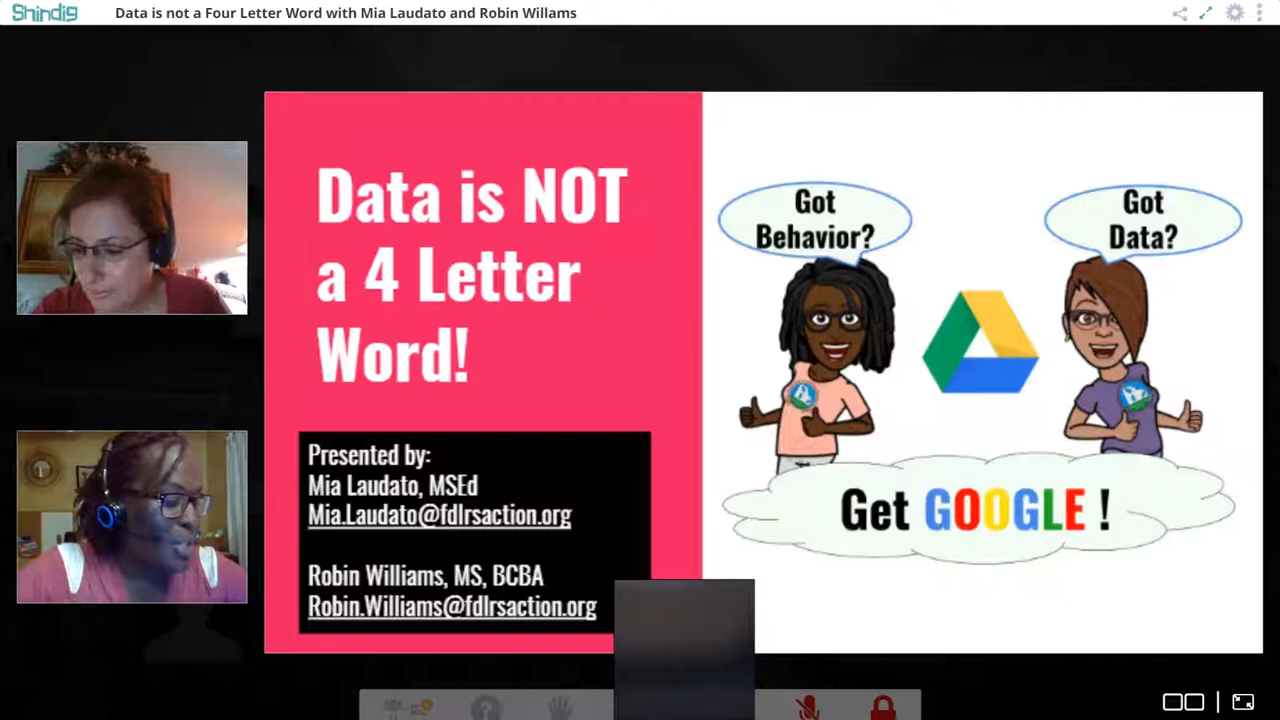 Shindig
Data is not a Four Letter Word with Mia Laudato and Robin Willams
Data is NOT
a 4 Letter
Word!
Presented by:
Mia Laudato, MSEd
Mia.Laudato@fdlrsaction.org
Robin Williams, MS, BCBA
Robin.Williams@fdlrsaction.org
Got
Behavior?
Got
Data?
Get GOOGLE !